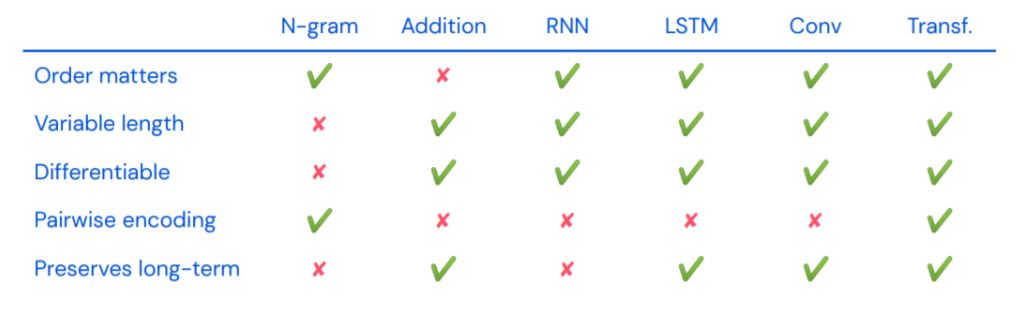 N-gram Addition RNN LSTM Conv Transf.
Order matters ✔ ✘ ✔ ✔ ✔ ✔
Variable length ✘ ✔ ✔ ✔ ✔ ✔
Differentiable ✘ ✔ ✔ ✔ ✔ ✔
Pairwise encoding ✔ ✘ ✘ ✘ ✘ ✔
Preserves long-term ✘ ✔ ✘ ✔ ✔ ✔